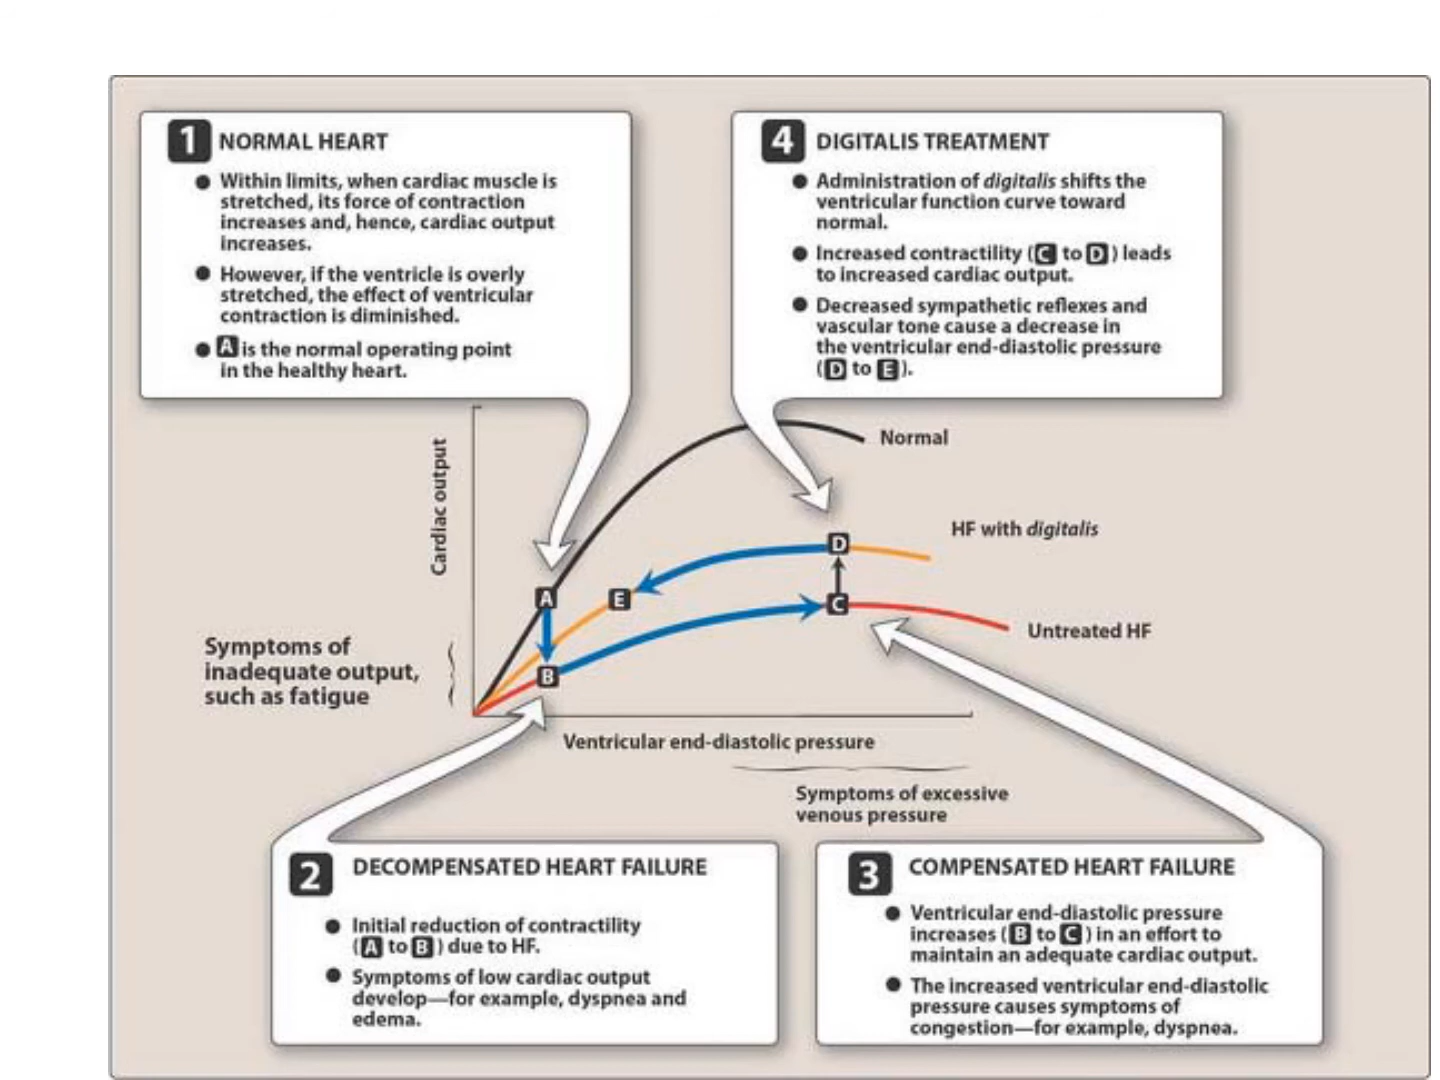 1 NORMAL HEART
● Within limits, when cardiac muscle is
stretched, its force of contraction
increases and, hence, cardiac output
increases.
● However, if the ventricle is overly
stretched, the effect of ventricular
contraction is diminished.
● A is the normal operating point
in the healthy heart.
4 DIGITALIS TREATMENT
● Administration of digitalis shifts the
ventricular function curve toward
normal.
● Increased contractility (C to D) leads
to increased cardiac output.
● Decreased sympathetic reflexes and
vascular tone cause a decrease in
the ventricular end-diastolic pressure
(D to E).
Cardiac output
Normal
HF with digitalis
D
A
E
C
Untreated HF
B
Symptoms of
inadequate output,
such as fatigue
Ventricular end-diastolic pressure
Symptoms of excessive
venous pressure
2 DECOMPENSATED HEART FAILURE
● Initial reduction of contractility
(A to B) due to HF.
● Symptoms of low cardiac output
develop—for example, dyspnea and
edema.
3 COMPENSATED HEART FAILURE
● Ventricular end-diastolic pressure
increases (B to C) in an effort to
maintain an adequate cardiac output.
● The increased ventricular end-diastolic
pressure causes symptoms of
congestion—for example, dyspnea.